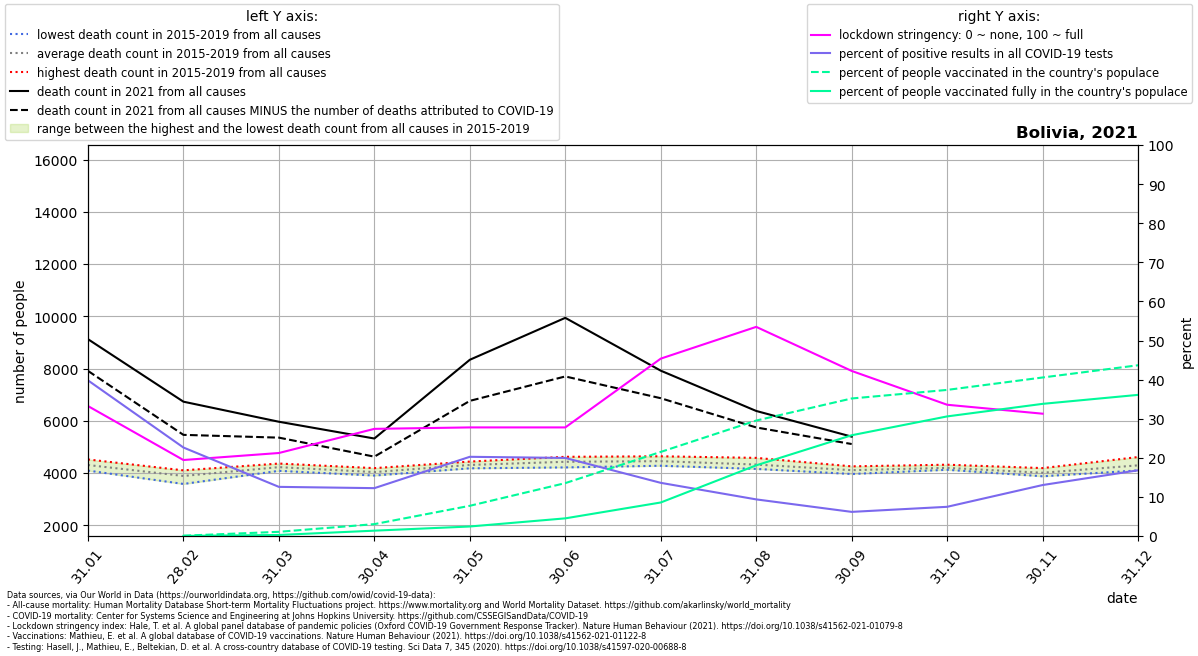 left Y axis:
lowest death count in 2015-2019 from all causes
average death count in 2015-2019 from all causes
highest death count in 2015-2019 from all causes
death count in 2021 from all causes
death count in 2021 from all causes MINUS the number of deaths attributed to COVID-19
range between the highest and the lowest death count from all causes in 2015-2019
right Y axis:
lockdown stringency: 0 ~ none, 100 ~ full
percent of positive results in all COVID-19 tests
percent of people vaccinated in the country's populace
percent of people vaccinated fully in the country's populace
Bolivia, 2021
number of people
16000
14000
12000
10000
8000
6000
4000
2000
100
90
80
70
60
50
40
30
20
10
0
percent
31.01
28.02
31.03
30.04
31.05
30.06
31.07
31.08
30.09
31.10
30.11
31.12
date
Data sources, via Our World in Data (https://ourworldindata.org, https://github.com/owid/covid-19-data):
- All-cause mortality: Human Mortality Database Short-term Mortality Fluctuations project. https://www.mortality.org and World Mortality Dataset. https://github.com/akarlinsky/world_mortality
- COVID-19 mortality: Center for Systems Science and Engineering at Johns Hopkins University. https://github.com/CSSEGISandData/COVID-19
- Lockdown stringency index: Hale, T. et al. A global panel database of pandemic policies (Oxford COVID-19 Government Response Tracker). Nature Human Behaviour (2021). https://doi.org/10.1038/s41562-021-01079-8
- Vaccinations: Mathieu, E. et al. A global database of COVID-19 vaccinations. Nature Human Behaviour (2021). https://doi.org/10.1038/s41562-021-01122-8
- Testing: Hasell, J., Mathieu, E., Beltekian, D. et al. A cross-country database of COVID-19 testing. Sci Data 7, 345 (2020). https://doi.org/10.1038/s41597-020-00688-8